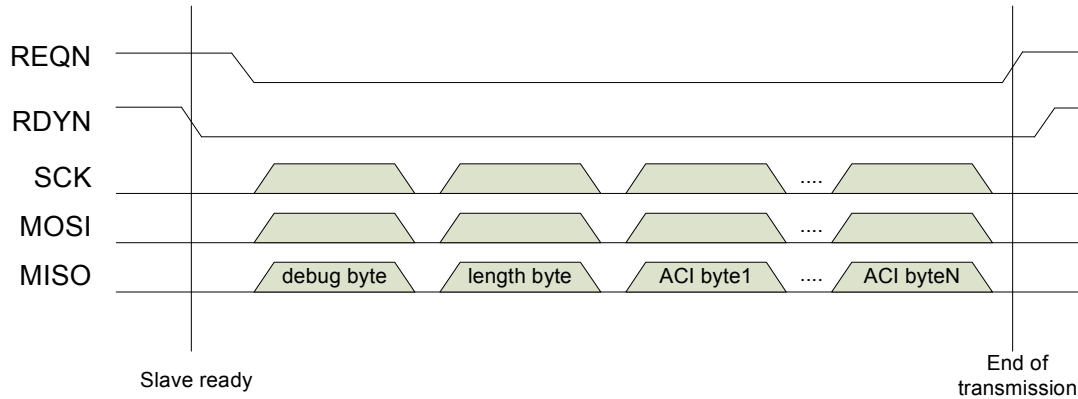 REQN
RDYN
SCK
....
MOSI
....
MISO
debug byte length byte ACI byte1 .... ACI byteN
Slave ready
End of
transmission